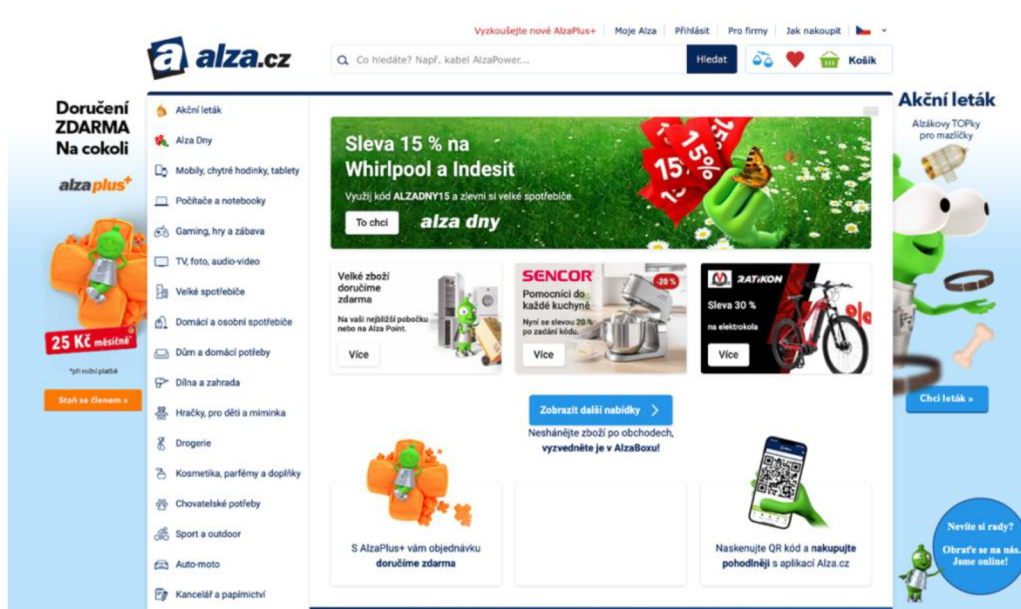 Vyzkoušejte nové AlzaPlus+ Moje Alza Přihlásit Pro firmy Jak nakoupit
a alza.cz
Co hledáte? Např. kabel AlzaPower...
Hledat
Košík
Doručení
ZDARMA
Na cokoli
alzaplus+
25 Kč měsíčně*
*při roční platbě
Staň se členem »
Akční leták
Alza Dny
Mobily, chytré hodinky, tablety
Počítače a notebooky
Gaming, hry a zábava
TV, foto, audio-video
Velké spotřebiče
Domácí a osobní spotřebiče
Dům a domácí potřeby
Dílna a zahrada
Hračky, pro děti a miminka
Drogerie
Kosmetika, parfémy a doplňky
Chovatelské potřeby
Sport a outdoor
Auto-moto
Kancelář a papírnictví
Sleva 15 % na
Whirlpool a Indesit
Využij kód ALZADNY15 a zlevni si velké spotřebiče.
To chci
alza dny
15%
15
Velké zboží
doručíme
zdarma
Na vaši nejbližší pobočku
nebo na Alza Point.
Více
SENCOR
-20 %
Pomocníci do
každé kuchyně
Nyní se slevou 20 %
po zadání kódu.
Více
RATIKON
Sleva 30 %
na elektrokola
Více
%
Zobrazit další nabídky
Neshánějte zboží po obchodech,
vyzvedněte je v AlzaBoxu!
S AlzaPlus+ vám objednávku
doručíme zdarma
Naskenujte QR kód a nakupujte
pohodlněji s aplikací Alza.cz
Akční leták
Alzákovy TOPky
pro mazlíčky
Chci leták »
Nevíte si rady?
Obraťe se na nás.
Jsme online!